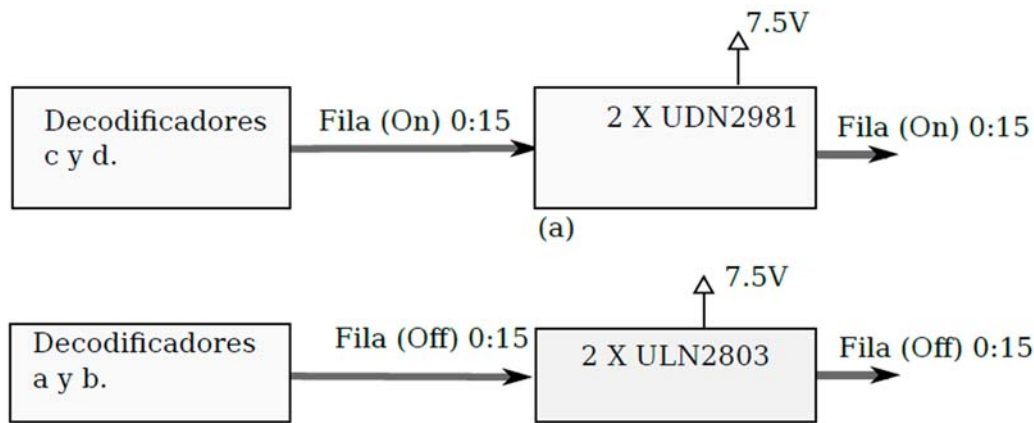 7.5V
Decodificadores
c y d.
Fila (On) 0:15
2 X UDN2981
Fila (On) 0:15
(a)
7.5V
Decodificadores
a y b.
Fila (Off) 0:15
2 X ULN2803
Fila (Off) 0:15